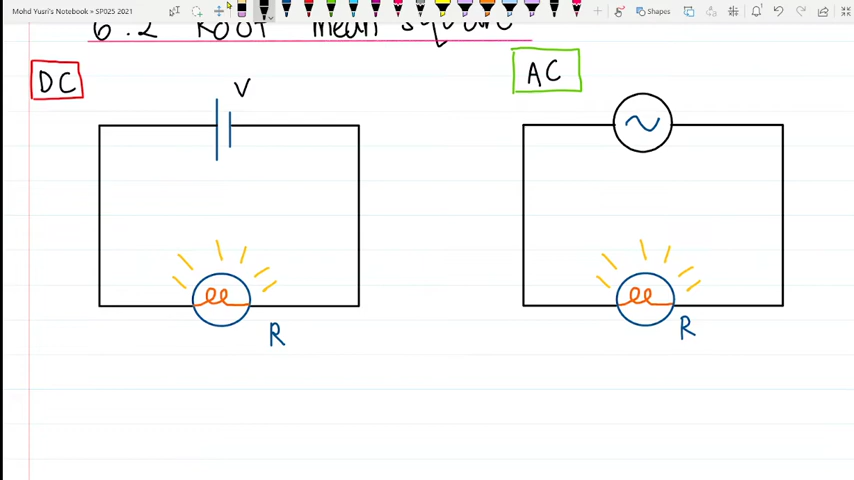 Mohd Yusri's Notebook » SP025 2021
Shapes
6.2 Root Mean Square
DC
V
AC
R
R